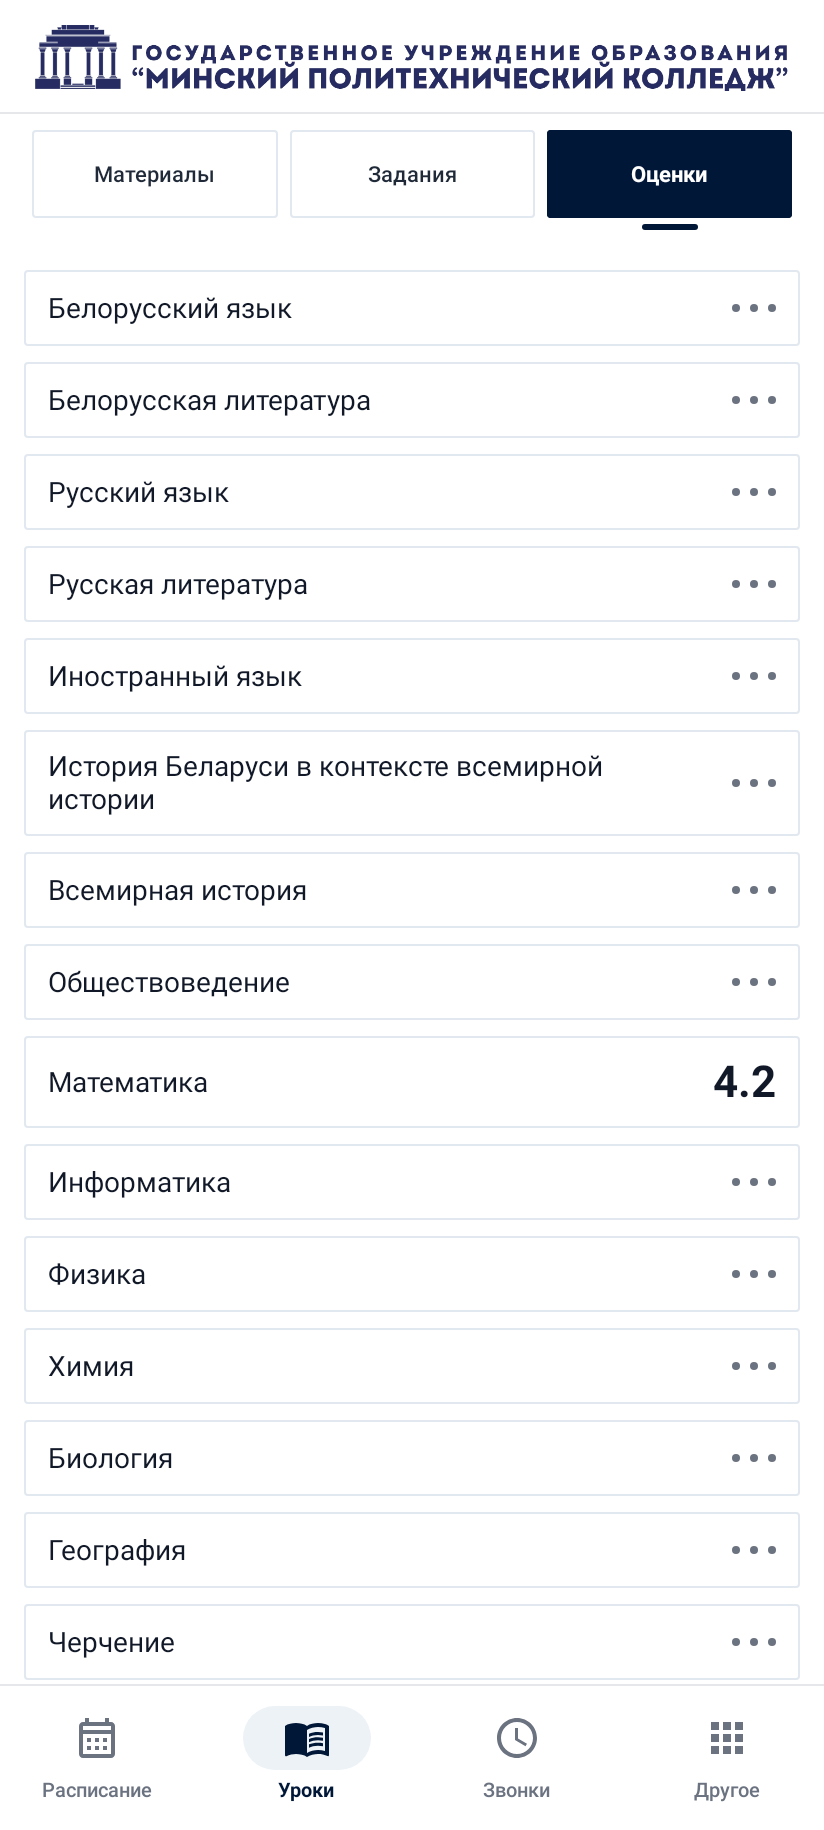 ГОСУДАРСТВЕННОЕ УЧРЕЖДЕНИЕ ОБРАЗОВАНИЯ
“МИНСКИЙ ПОЛИТЕХНИЧЕСКИЙ КОЛЛЕДЖ”
Материалы
Задания
Оценки
Белорусский язык
Белорусская литература
Русский язык
Русская литература
Иностранный язык
История Беларуси в контексте всемирной
истории
Всемирная история
Обществоведение
Математика
4.2
Информатика
Физика
Химия
Биология
География
Черчение
Расписание
Уроки
Звонки
Другое